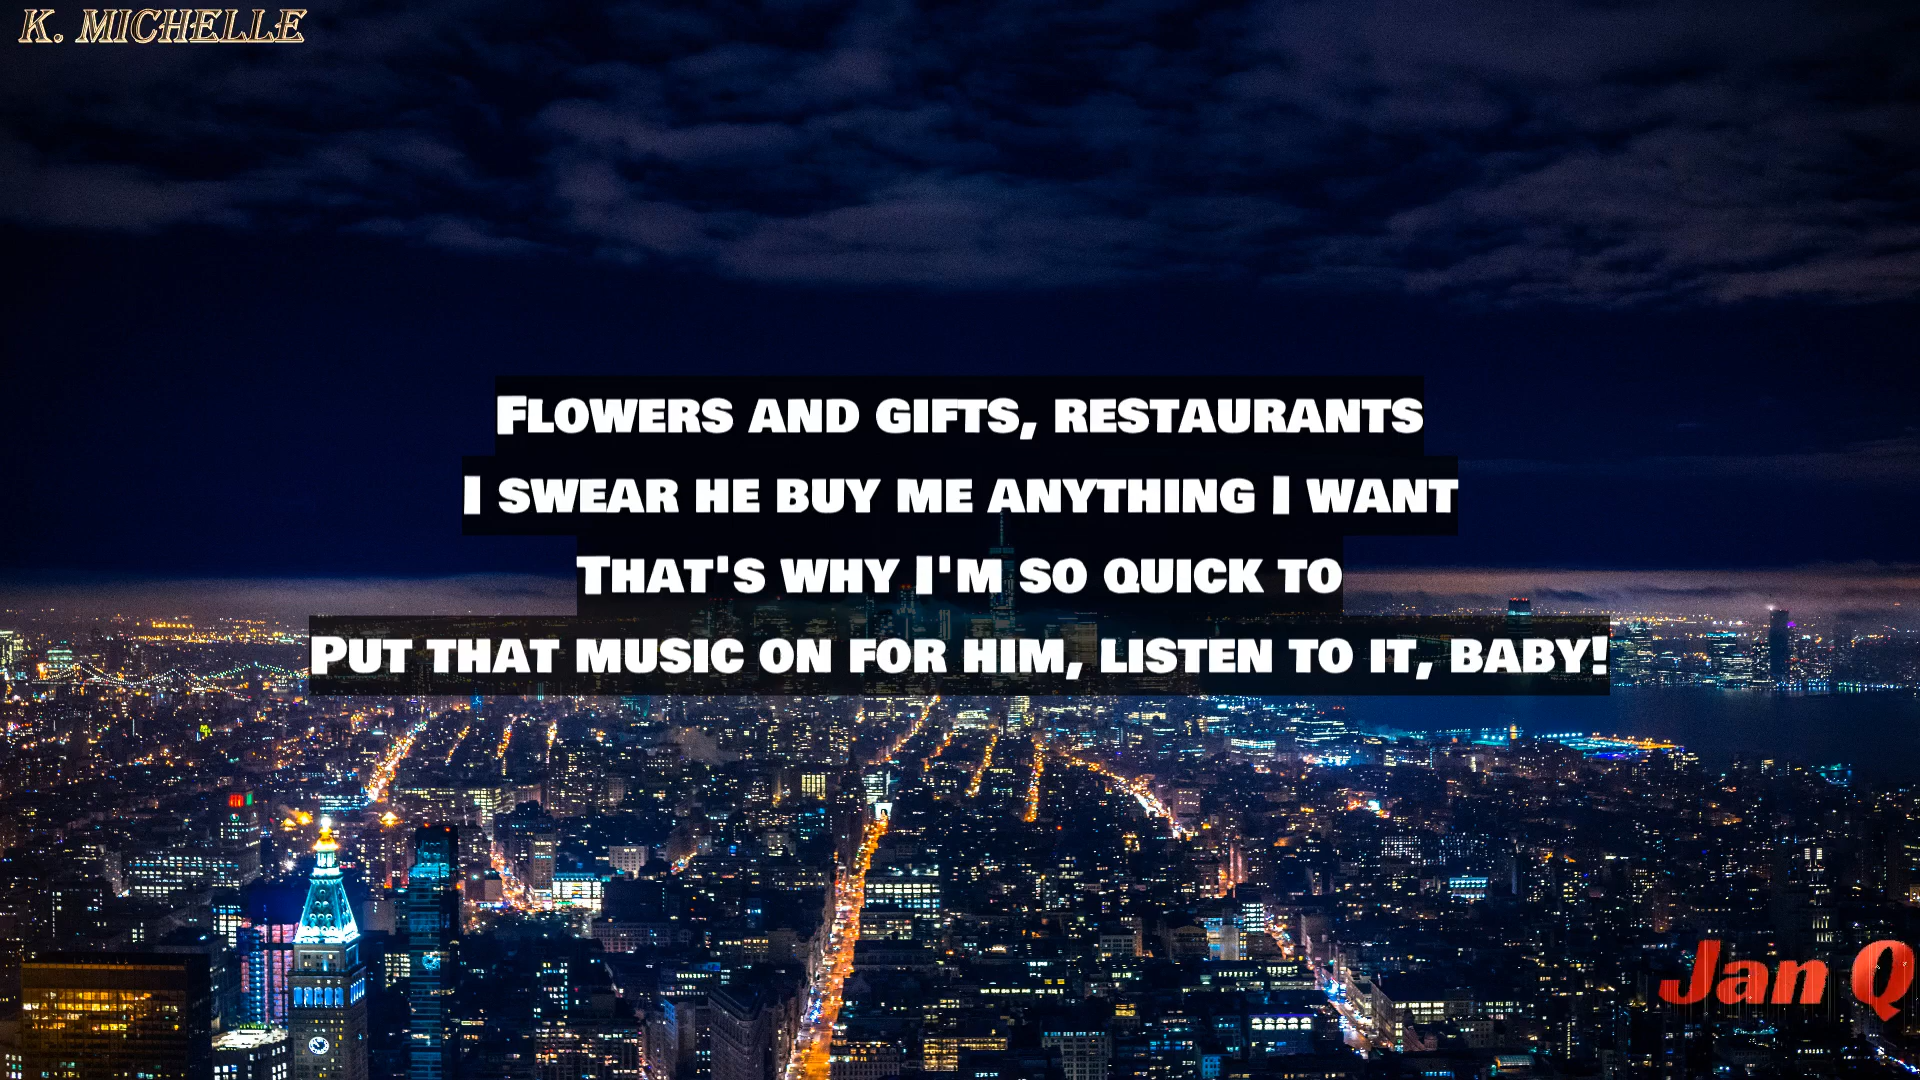 K. MICHELLE
Flowers and gifts, restaurants
I swear he buy me anything I want
That's why I'm so quick to
Put that music on for him, listen to it, baby!
Jan Q